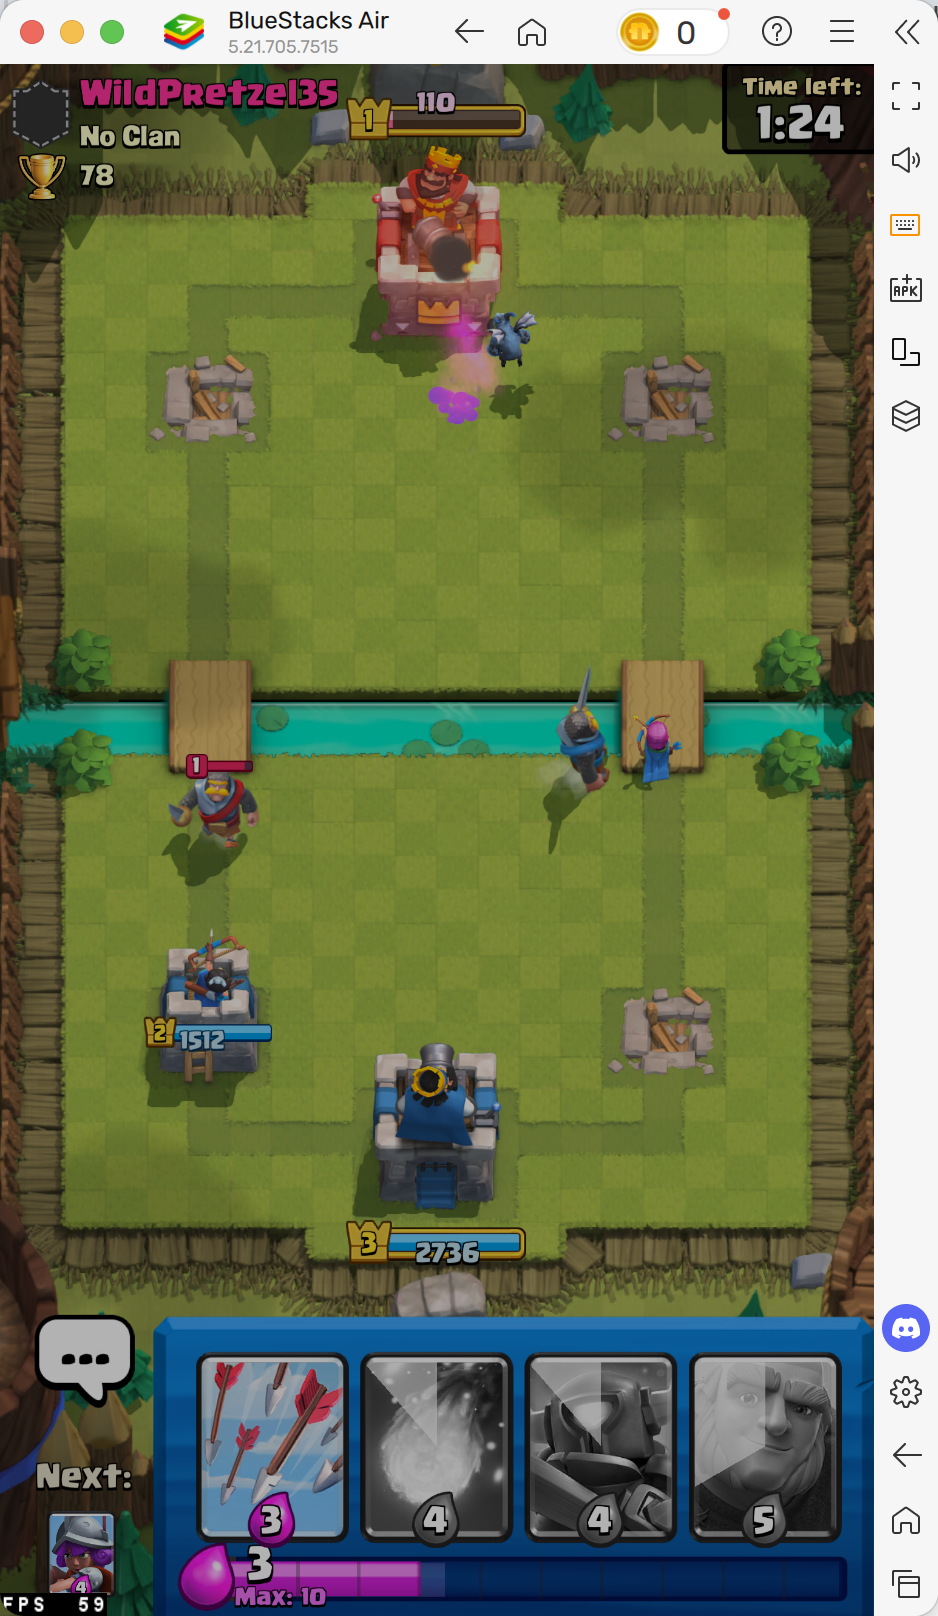 BlueStacks Air
5.21.705.7515
0
WildPretzel35
No Clan
78
1
110
Time left:
1:24
APK
1
2
1512
3
2736
...
Next:
4
3
4
4
5
3
Max: 10
FPS 59